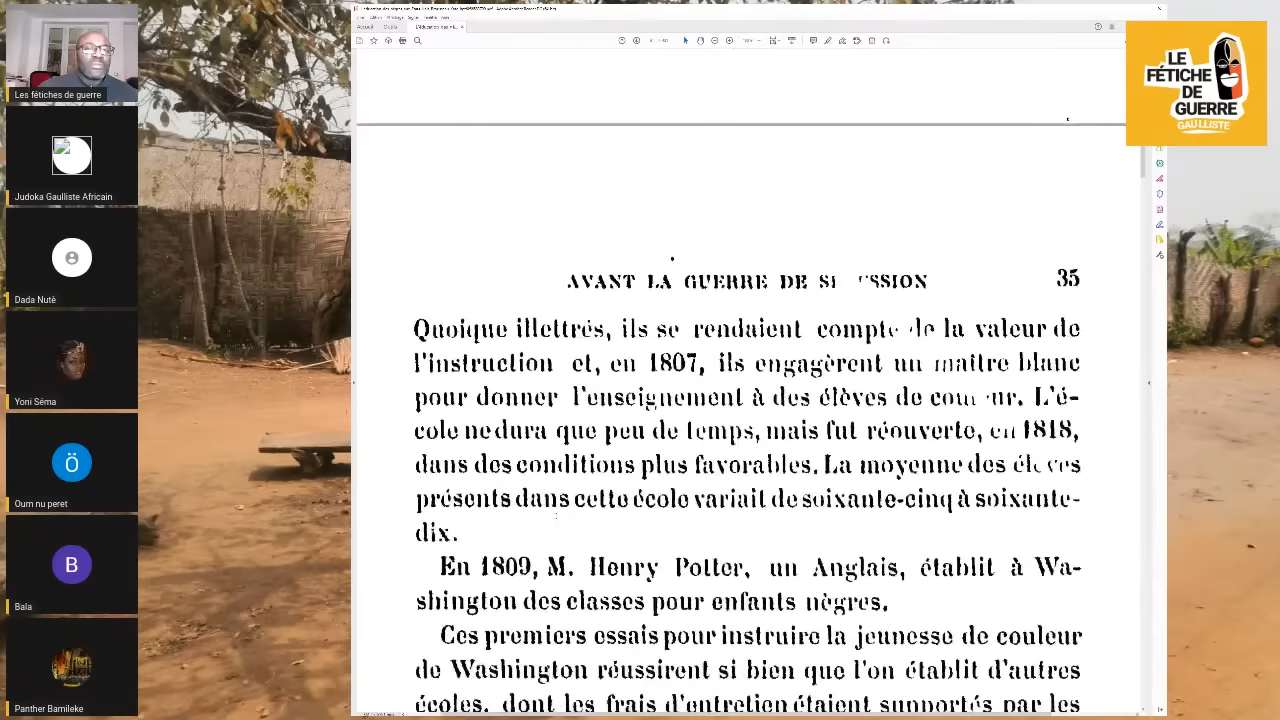 Les fétiches de guerre
Judoka Gaulliste Africain
Dada Nutè
Yoni Séma
Ö
Oum nu peret
B
Bala
Panther Bamileke
Accueil
Outils
LE
FÉTICHE
DE
GUERRE
GAULLISTE
AVANT LA GUERRE DE SÉCESSION 35
Quoique illettrés, ils se rendaient compte de la valeur de
l'instruction et, en 1807, ils engagèrent un maître blanc
pour donner l'enseignement à des élèves de couleur. L'é-
cole ne dura que peu de temps, mais fut réouverte, en 1818,
dans des conditions plus favorables. La moyenne des élèves
présents dans cette école variait de soixante-cinq à soixante-
dix.
En 1809, M. Henry Potter, un Anglais, établit à Wa-
shington des classes pour enfants nègres.
Ces premiers essais pour instruire la jeunesse de couleur
de Washington réussirent si bien que l'on établit d'autres
écoles, dont les frais d'entretien étaient supportés par les